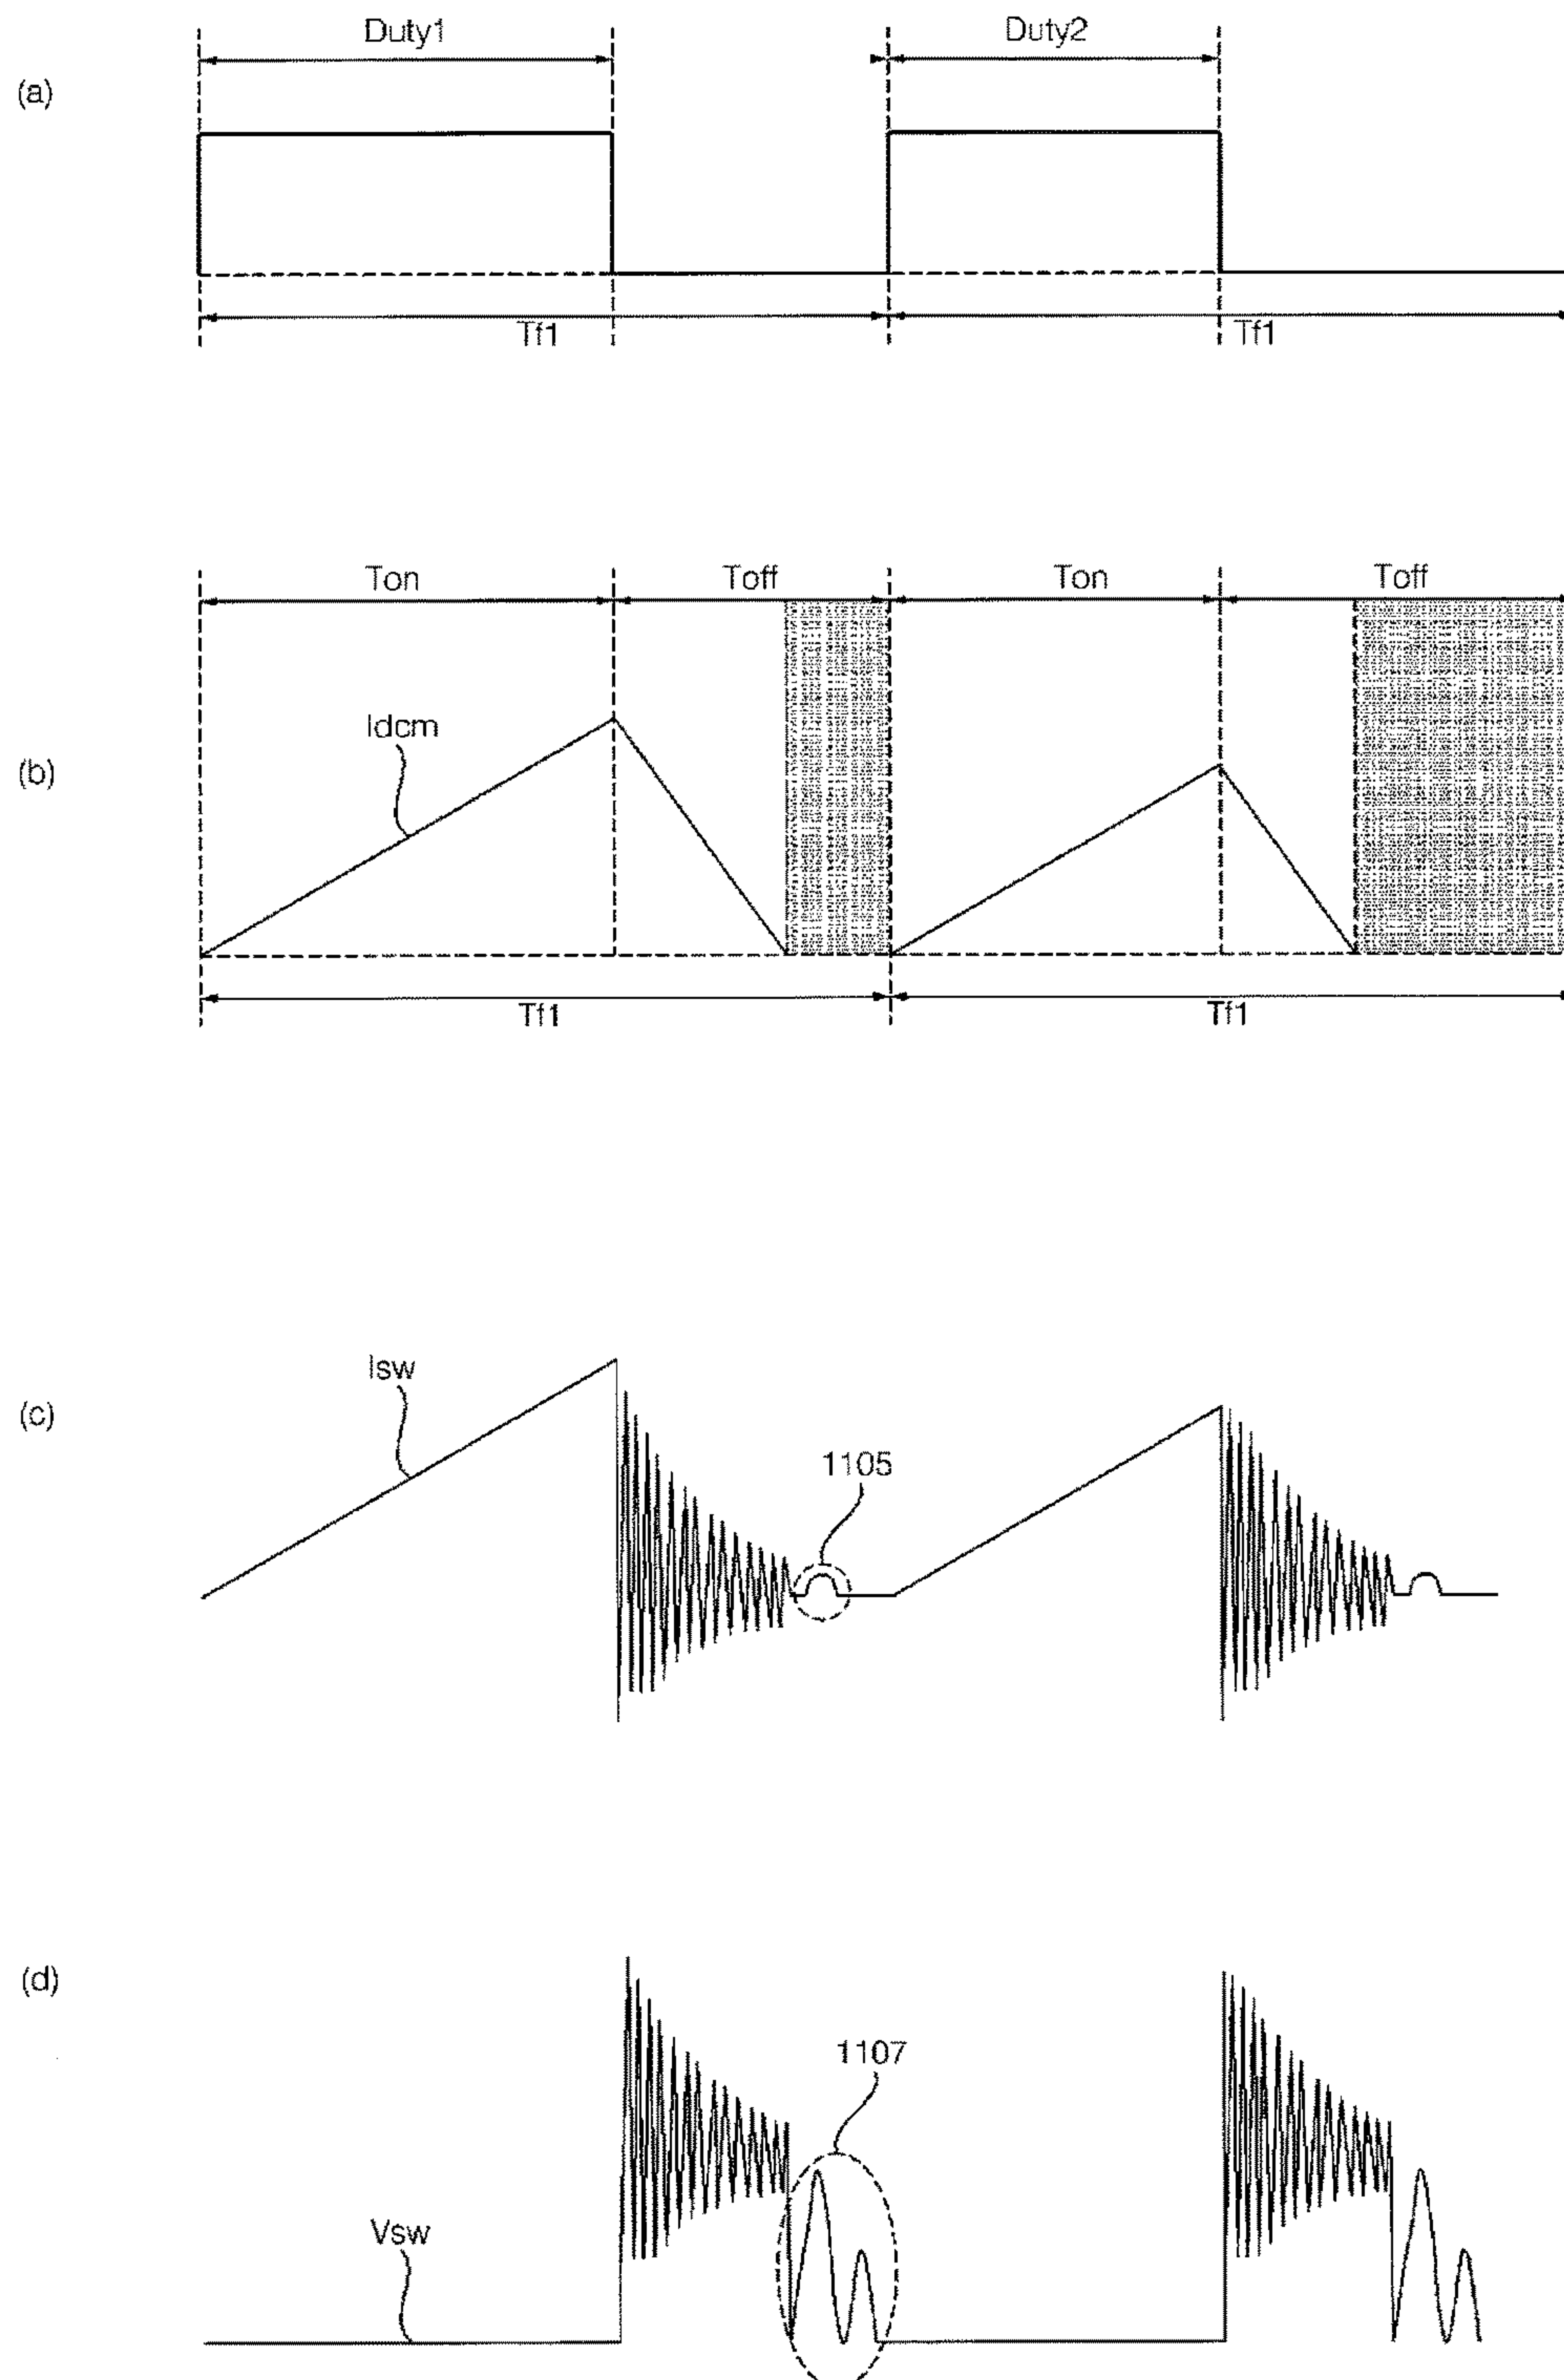 Duty1
Duty2
(a)
Tf1
Tf1
Ton
Toff
Ton
Toff
Idcm
(b)
Tf1
Tf1
Isw
(c)
1105
(d)
1107
Vsw